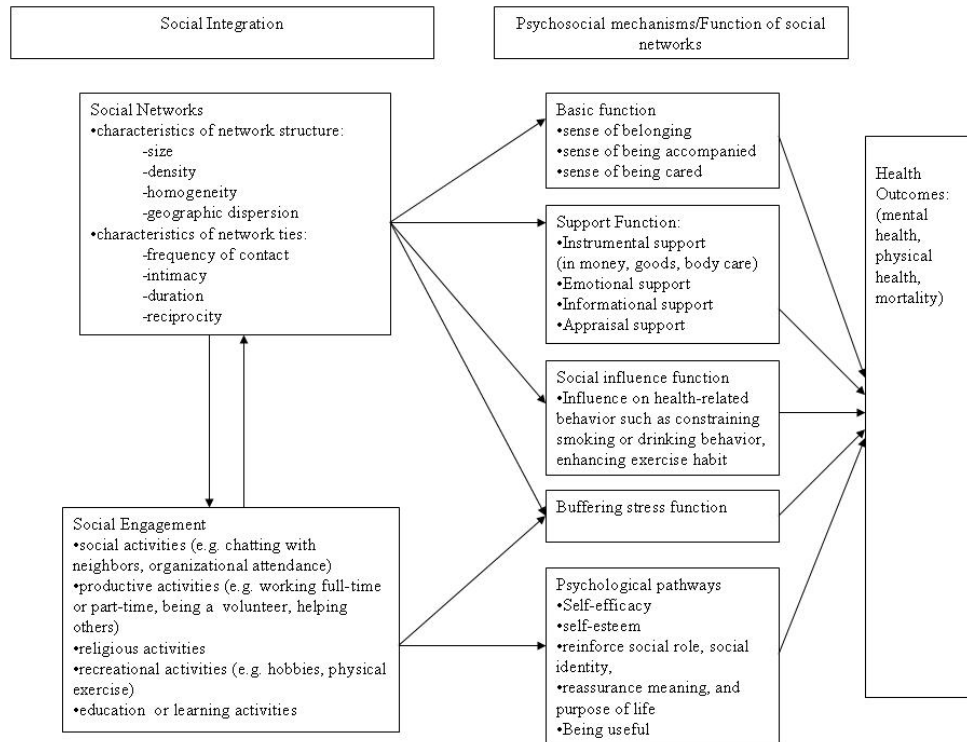 Social Integration
Psychosocial mechanisms/Function of social
networks
Social Networks
•characteristics of network structure:
-size
-density
-homogeneity
-geographic dispersion
•characteristics of network ties:
-frequency of contact
-intimacy
-duration
-reciprocity
Social Engagement
•social activities (e.g. chatting with
neighbors, organizational attendance)
•productive activities (e.g. working full-time
or part-time, being a volunteer, helping
others)
•religious activities
•recreational activities (e.g. hobbies, physical
exercise)
•education or learning activities
Basic function
•sense of belonging
•sense of being accompanied
•sense of being cared
Support Function:
•Instrumental support
(in money, goods, body care)
•Emotional support
•Informational support
•Appraisal support
Social influence function
•Influence on health-related
behavior such as constraining
smoking or drinking behavior,
enhancing exercise habit
Buffering stress function
Psychological pathways
•Self-efficacy
•self-esteem
•reinforce social role, social
identity,
•reassurance meaning, and
purpose of life
•Being useful
Health
Outcomes:
(mental
health,
physical
health,
mortality)